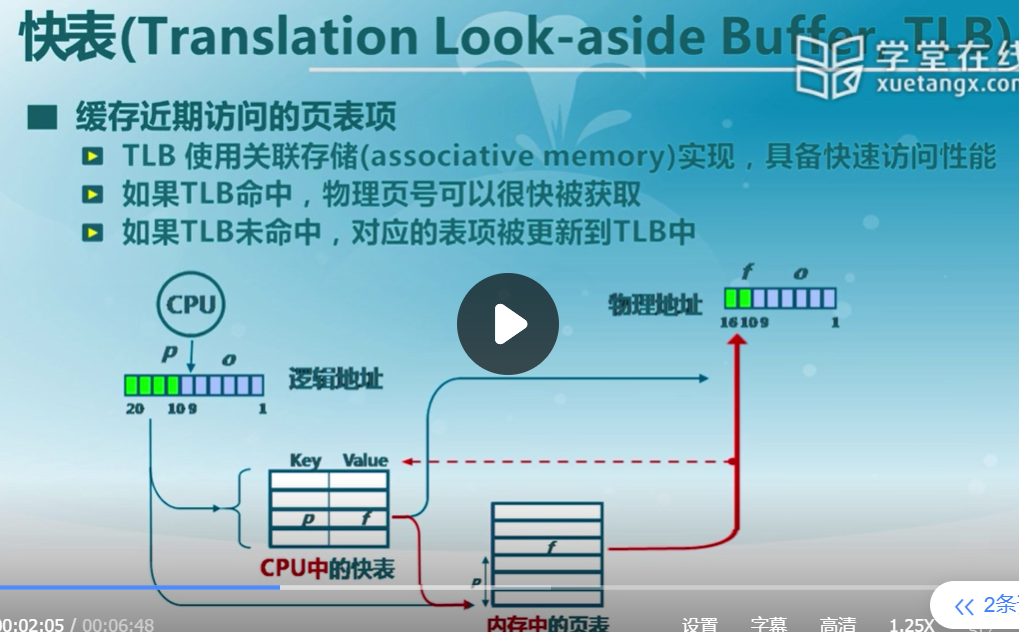 快表(Translation Look-aside Buffer, TLB)
学堂在线
xuetangx.com
缓存近期访问的页表项
TLB 使用关联存储(associative memory)实现，具备快速访问性能
如果TLB命中，物理页号可以很快被获取
如果TLB未命中，对应的表项被更新到TLB中
f o
物理地址
16 10 9 1
CPU
p o
逻辑地址
20 10 9 1
Key Value
p f
CPU中的快表
f
p
内存中的页表
00:02:05 / 00:06:48
设置 字幕 高清 1.25X
2条